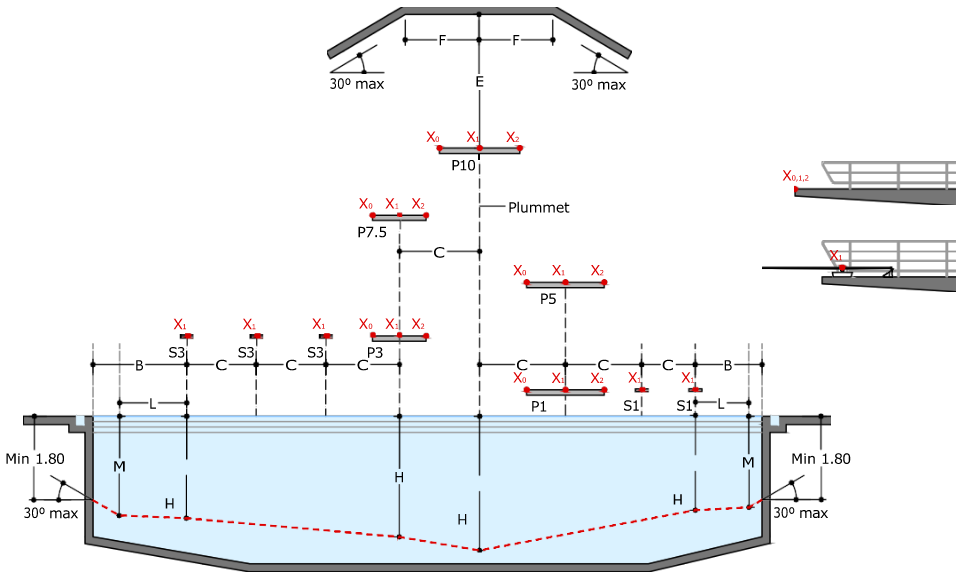 F F
30º max 30º max
E
X₀ X₁ X₂
P10
X₀,₁,₂
X₀ X₁ X₂
Plummet
P7.5
C
X₁
X₀ X₁ X₂
P5
X₁ X₁ X₁ X₀ X₁ X₂
S3 S3 S3 P3
B C C C C C C B
X₀ X₁ X₂ X₁ X₁
L P1 S1 S1 L
Min 1.80 M H M Min 1.80
H H H
30º max 30º max